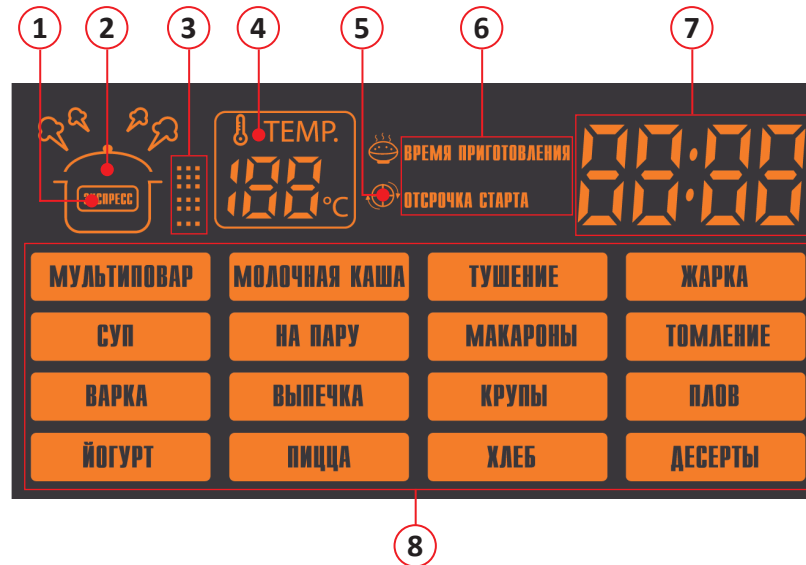 1 2 3 4 5 6 7
TEMP.
188 °C
ЭКСПРЕСС
ВРЕМЯ ПРИГОТОВЛЕНИЯ
ОТСРОЧКА СТАРТА
88:88
МУЛЬТИПОВАР МОЛОЧНАЯ КАША ТУШЕНИЕ ЖАРКА
СУП НА ПАРУ МАКАРОНЫ ТОМЛЕНИЕ
ВАРКА ВЫПЕЧКА КРУПЫ ПЛОВ
ЙОГУРТ ПИЦЦА ХЛЕБ ДЕСЕРТЫ
8